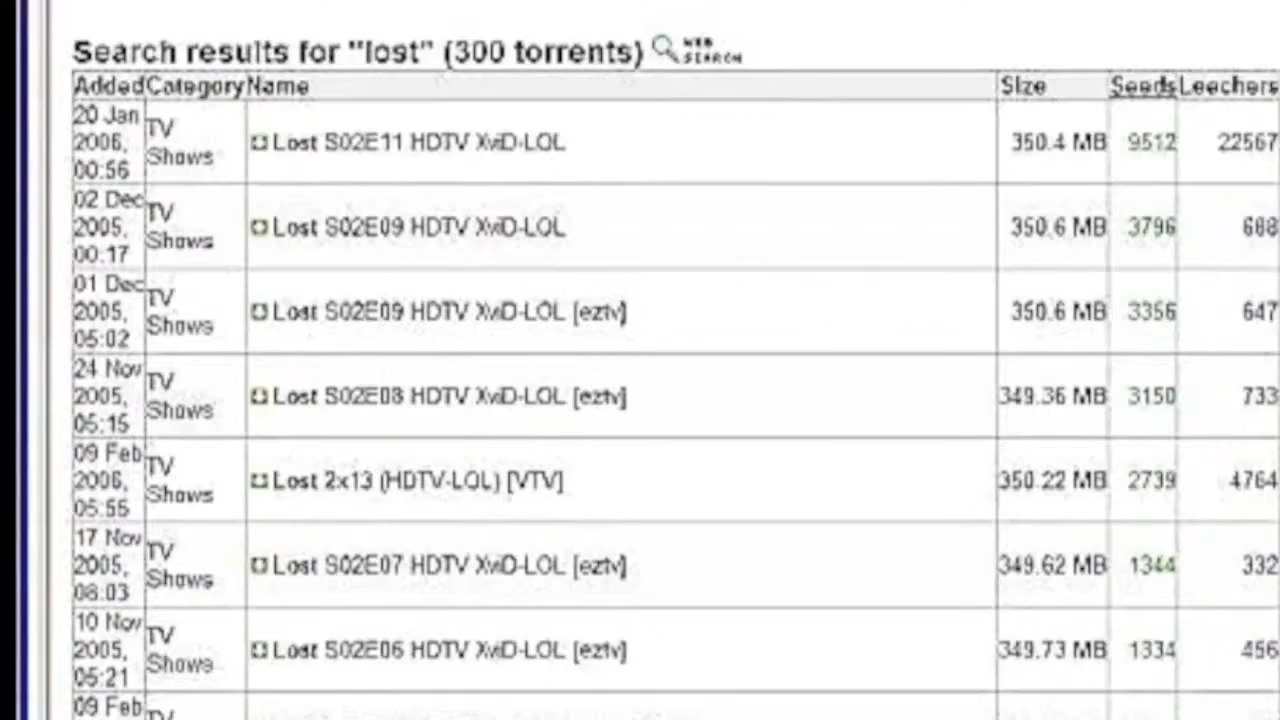 Search results for "lost" (300 torrents) WEB SEARCH
Added Category Name Size Seeds Leechers
20 Jan 2006, 00:56 TV Shows Lost S02E11 HDTV XviD-LOL 350.4 MB 9512 22567
02 Dec 2005, 00:17 TV Shows Lost S02E09 HDTV XviD-LOL 350.6 MB 3796 688
01 Dec 2005, 05:02 TV Shows Lost S02E09 HDTV XviD-LOL [eztv] 350.6 MB 3356 647
24 Nov 2005, 05:15 TV Shows Lost S02E08 HDTV XviD-LOL [eztv] 349.36 MB 3150 733
09 Feb 2006, 05:55 TV Shows Lost 2x13 (HDTV-LOL) [VTV] 350.22 MB 2739 4764
17 Nov 2005, 08:03 TV Shows Lost S02E07 HDTV XviD-LOL [eztv] 349.62 MB 1344 332
10 Nov 2005, 05:21 TV Shows Lost S02E06 HDTV XviD-LOL [eztv] 349.73 MB 1334 456
09 Feb TV